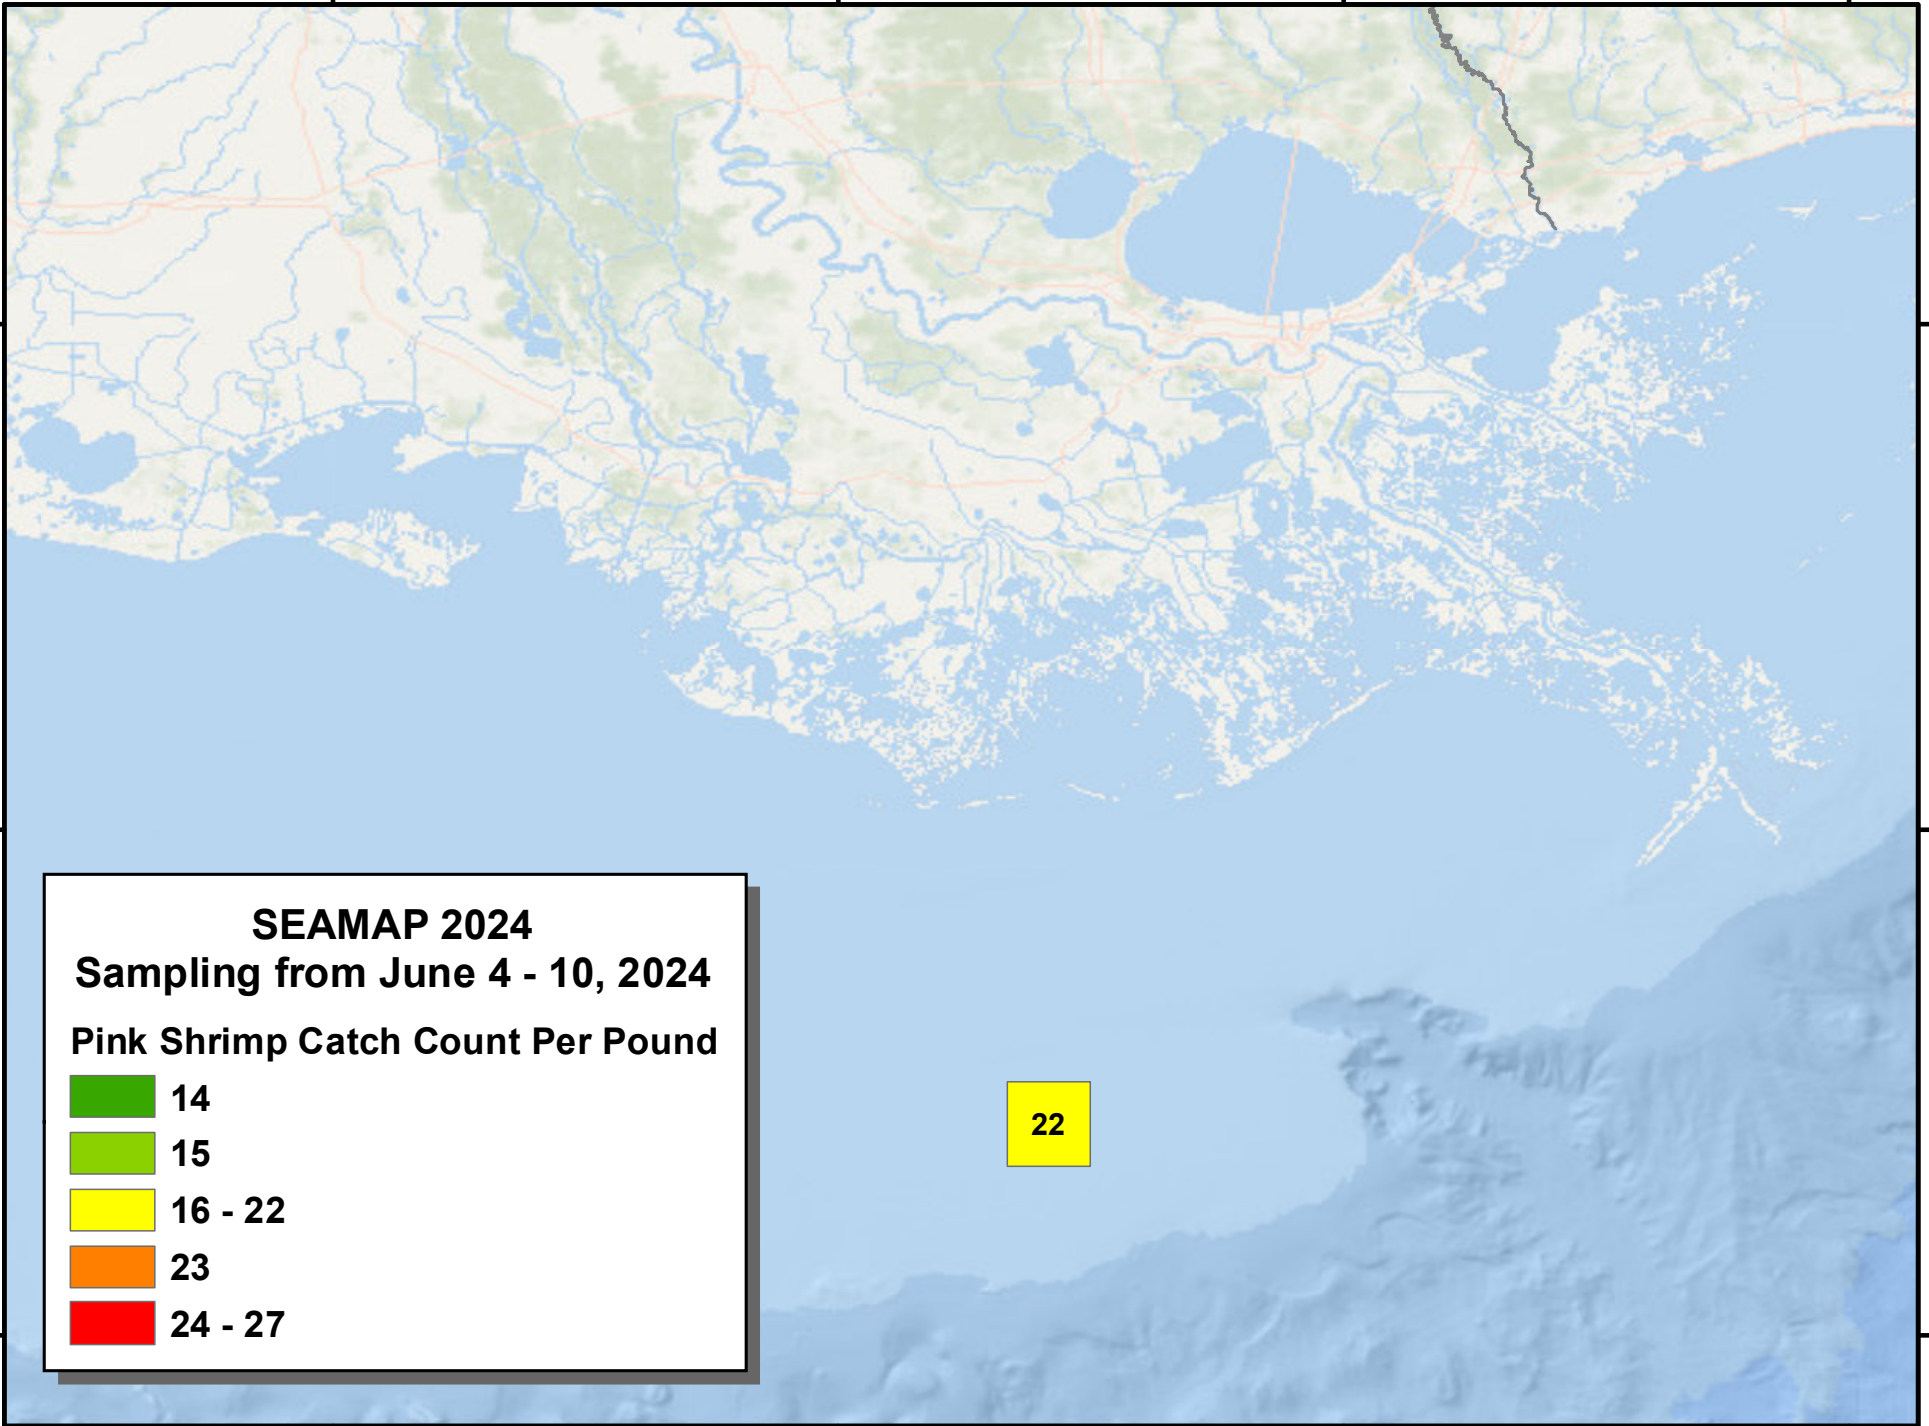 SEAMAP 2024
Sampling from June 4 - 10, 2024
Pink Shrimp Catch Count Per Pound
14
15
16 - 22
23
24 - 27
22